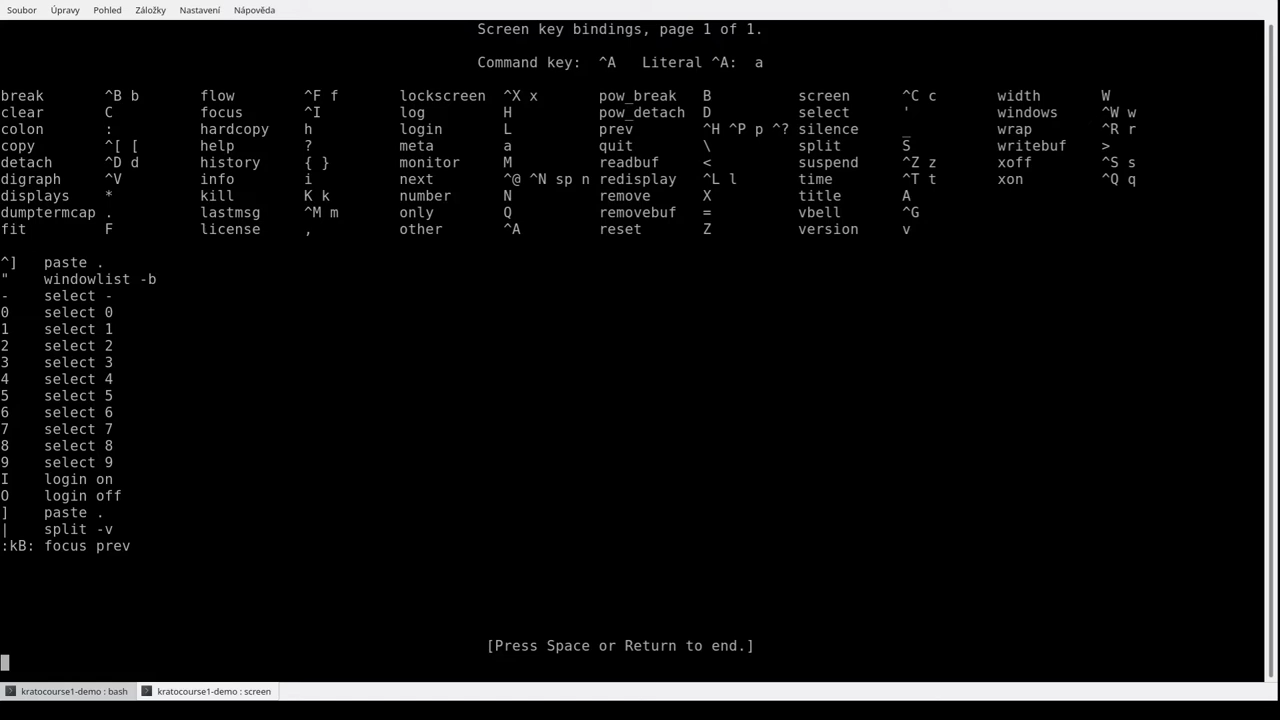 Soubor Úpravy Pohled Záložky Nastavení Nápověda
Screen key bindings, page 1 of 1.
Command key:  ^A   Literal ^A:  a
break ^B b flow ^F f lockscreen ^X x pow_break B screen ^C c width W
clear C focus ^I log H pow_detach D select ' windows ^W w
colon : hardcopy h login L prev ^H ^P p ^? silence _ wrap ^R r
copy ^[ [ help ? meta a quit \ split S writebuf >
detach ^D d history { } monitor M readbuf < suspend ^Z z xoff ^S s
digraph ^V info i next ^@ ^N sp n redisplay ^L l time ^T t xon ^Q q
displays * kill K k number N remove X title A
dumptermcap . lastmsg ^M m only Q removebuf = vbell ^G
fit F license , other ^A reset Z version v
^] paste .
" windowlist -b
- select -
0 select 0
1 select 1
2 select 2
3 select 3
4 select 4
5 select 5
6 select 6
7 select 7
8 select 8
9 select 9
I login on
O login off
] paste .
| split -v
:kB: focus prev
[Press Space or Return to end.]
kratocourse1-demo : bash kratocourse1-demo : screen